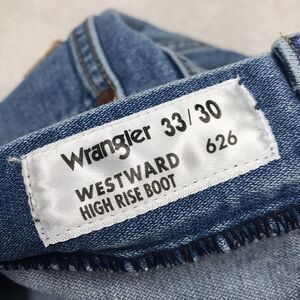 Wrangler 33/30
WESTWARD 626
HIGH RISE BOOT